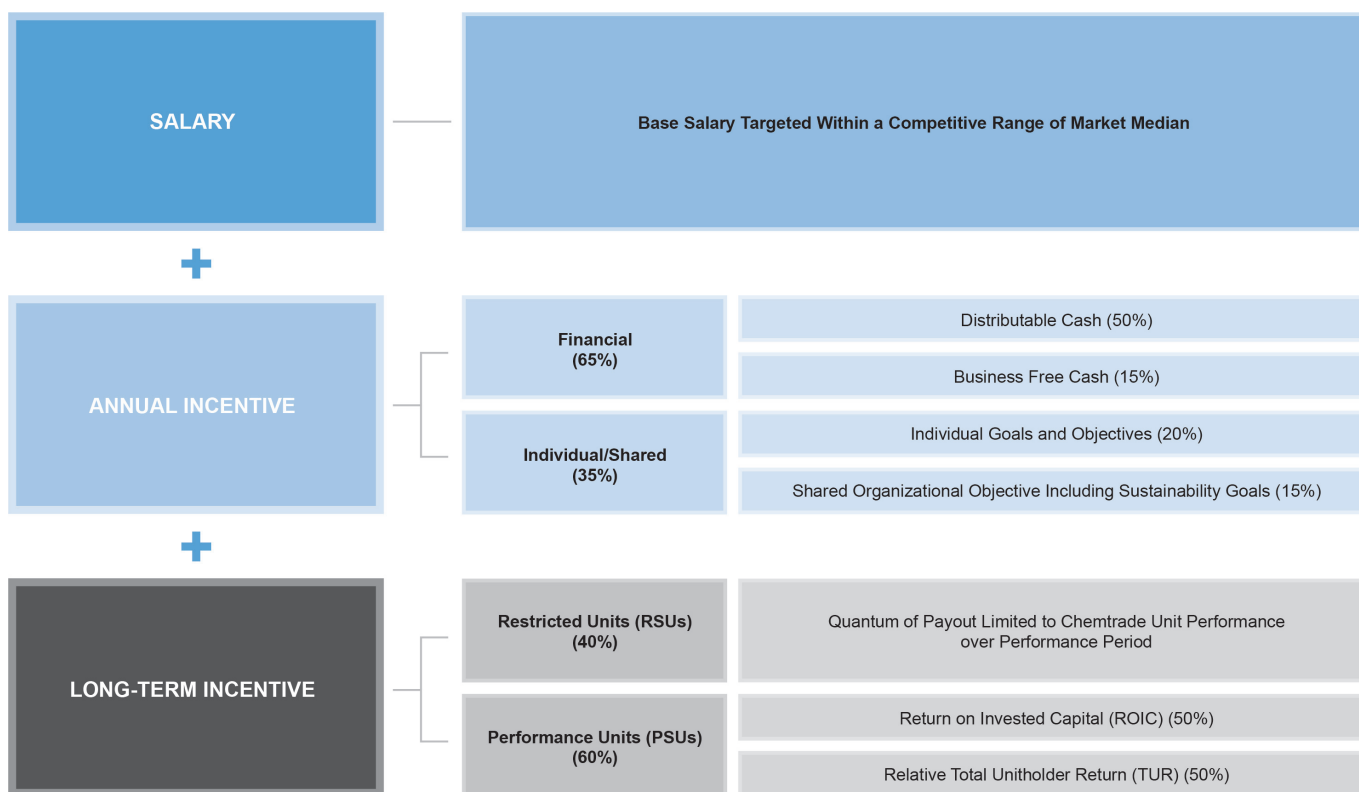 SALARY
Base Salary Targeted Within a Competitive Range of Market Median
ANNUAL INCENTIVE
Financial
(65%)
Distributable Cash (50%)
Business Free Cash (15%)
Individual/Shared
(35%)
Individual Goals and Objectives (20%)
Shared Organizational Objective Including Sustainability Goals (15%)
LONG-TERM INCENTIVE
Restricted Units (RSUs)
(40%)
Quantum of Payout Limited to Chemtrade Unit Performance
over Performance Period
Performance Units (PSUs)
(60%)
Return on Invested Capital (ROIC) (50%)
Relative Total Unitholder Return (TUR) (50%)